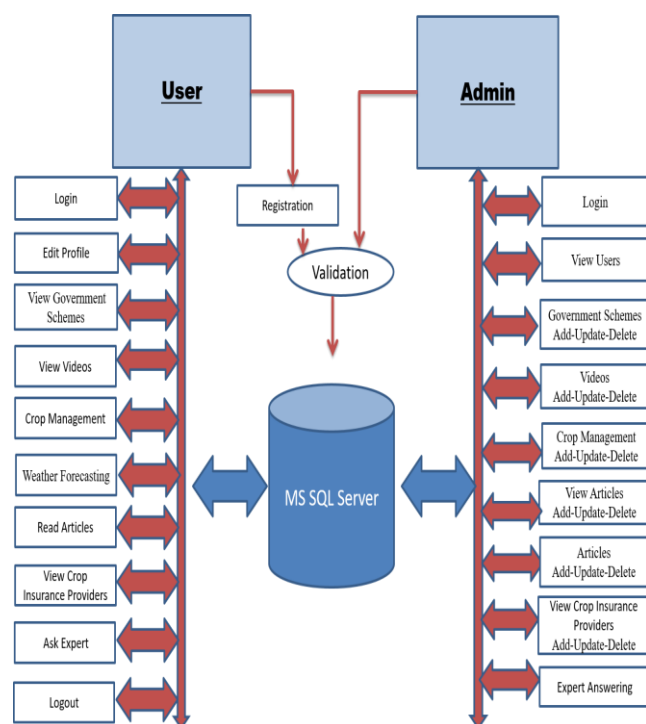 User
Admin
Registration
Validation
MS SQL Server
Login
Edit Profile
View Government
Schemes
View Videos
Crop Management
Weather Forecasting
Read Articles
View Crop
Insurance Providers
Ask Expert
Logout
Login
View Users
Government Schemes
Add-Update-Delete
Videos
Add-Update-Delete
Crop Management
Add-Update-Delete
View Articles
Add-Update-Delete
Articles
Add-Update-Delete
View Crop Insurance
Providers
Add-Update-Delete
Expert Answering